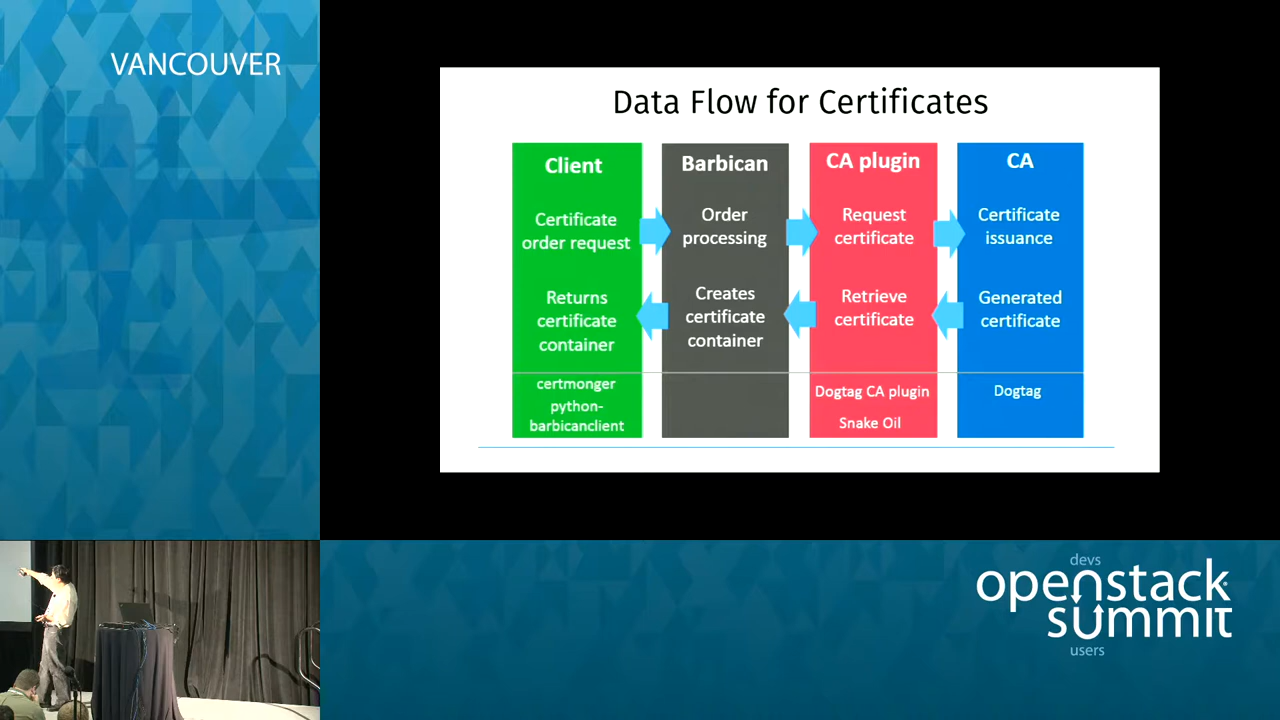 VANCOUVER
Data Flow for Certificates
Client
Certificate
order request
Returns
certificate
container
certmonger
python-
barbicanclient
Barbican
Order
processing
Creates
certificate
container
CA plugin
Request
certificate
Retrieve
certificate
Dogtag CA plugin
Snake Oil
CA
Certificate
issuance
Generated
certificate
Dogtag
devs
openstack
summit
users